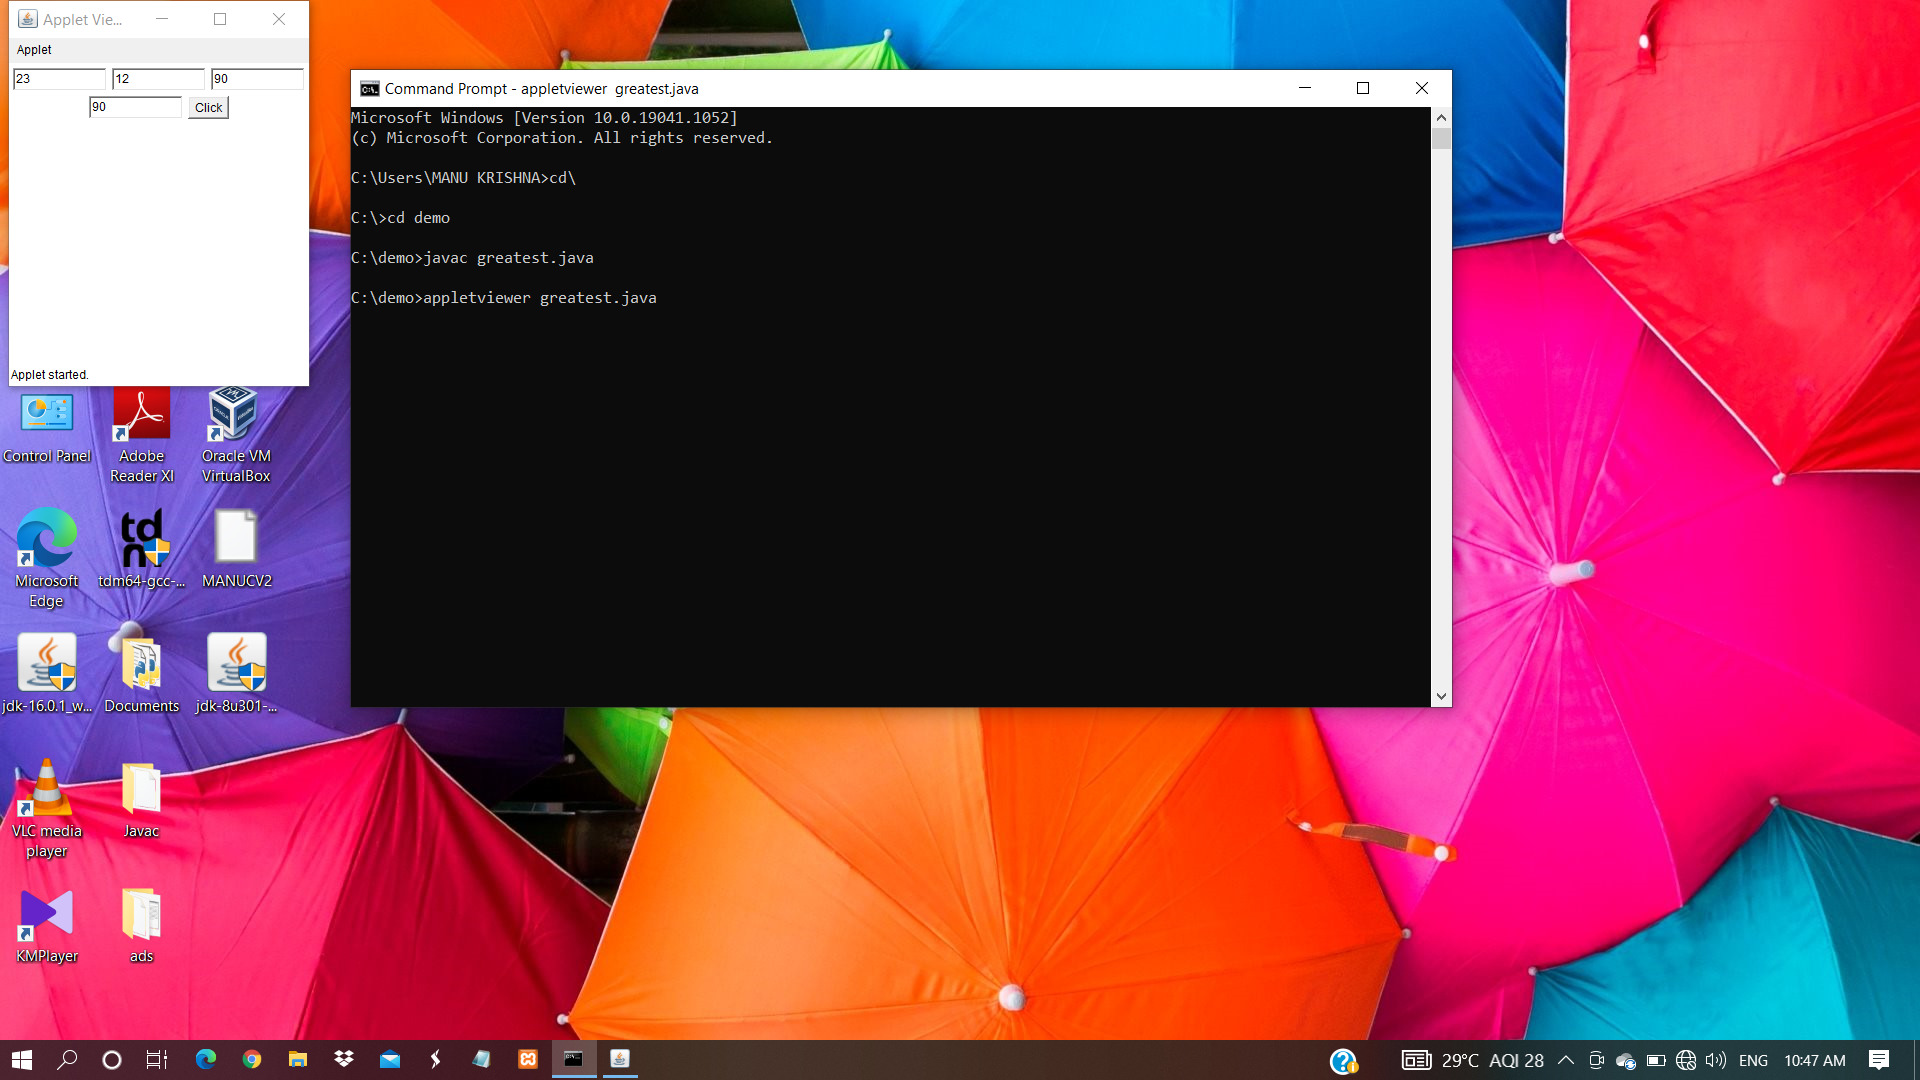 Applet Vie...
Applet
23 12 90
90 Click
Applet started.
Command Prompt - appletviewer  greatest.java
Microsoft Windows [Version 10.0.19041.1052]
(c) Microsoft Corporation. All rights reserved.
C:\Users\MANU KRISHNA>cd\
C:\>cd demo
C:\demo>javac greatest.java
C:\demo>appletviewer greatest.java
Control Panel
Adobe
Reader XI
Oracle VM
VirtualBox
Microsoft
Edge
tdm64-gcc-...
MANUCV2
jdk-16.0.1_w...
Documents
jdk-8u301-...
VLC media
player
Javac
KMPlayer
ads
29°C AQI 28
ENG
10:47 AM